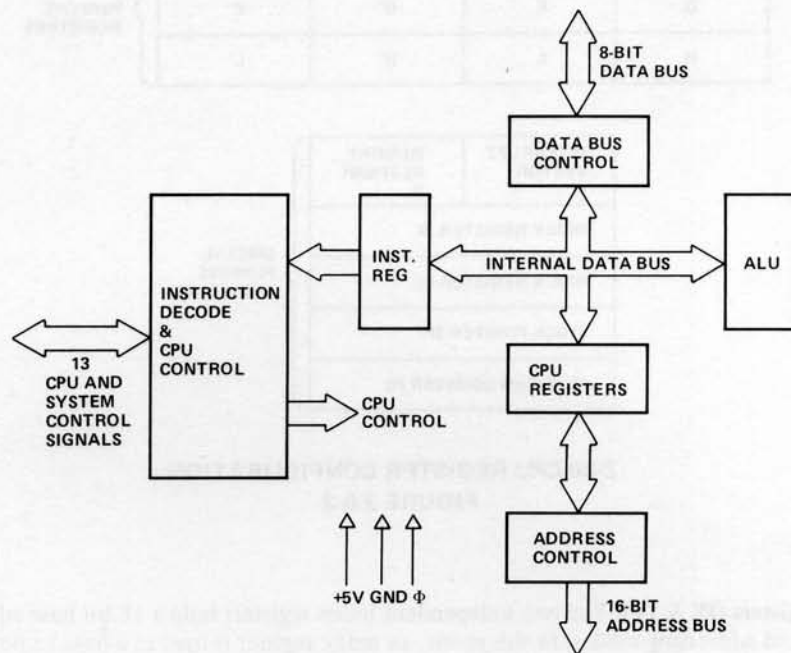 8-BIT
DATA BUS
DATA BUS
CONTROL
INST.
REG
INTERNAL DATA BUS
ALU
INSTRUCTION
DECODE
&
CPU
CONTROL
13
CPU AND
SYSTEM
CONTROL
SIGNALS
CPU
REGISTERS
CPU
CONTROL
ADDRESS
CONTROL
+5V GND Φ
16-BIT
ADDRESS BUS